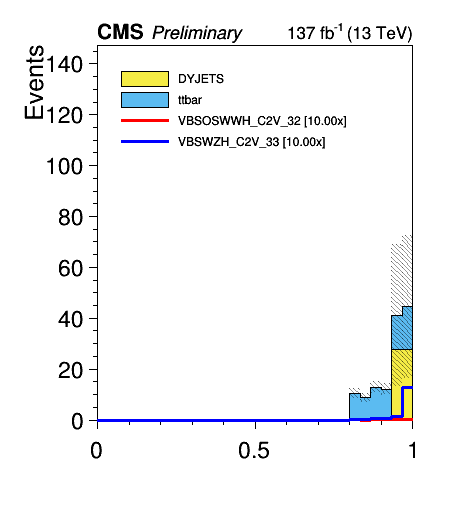 CMS Preliminary 137 fb⁻¹ (13 TeV)
Events
140
120
100
80
60
40
20
0
DYJETS
ttbar
VBSOSWWH_C2V_32 [10.00x]
VBSWZH_C2V_33 [10.00x]
0 0.5 1